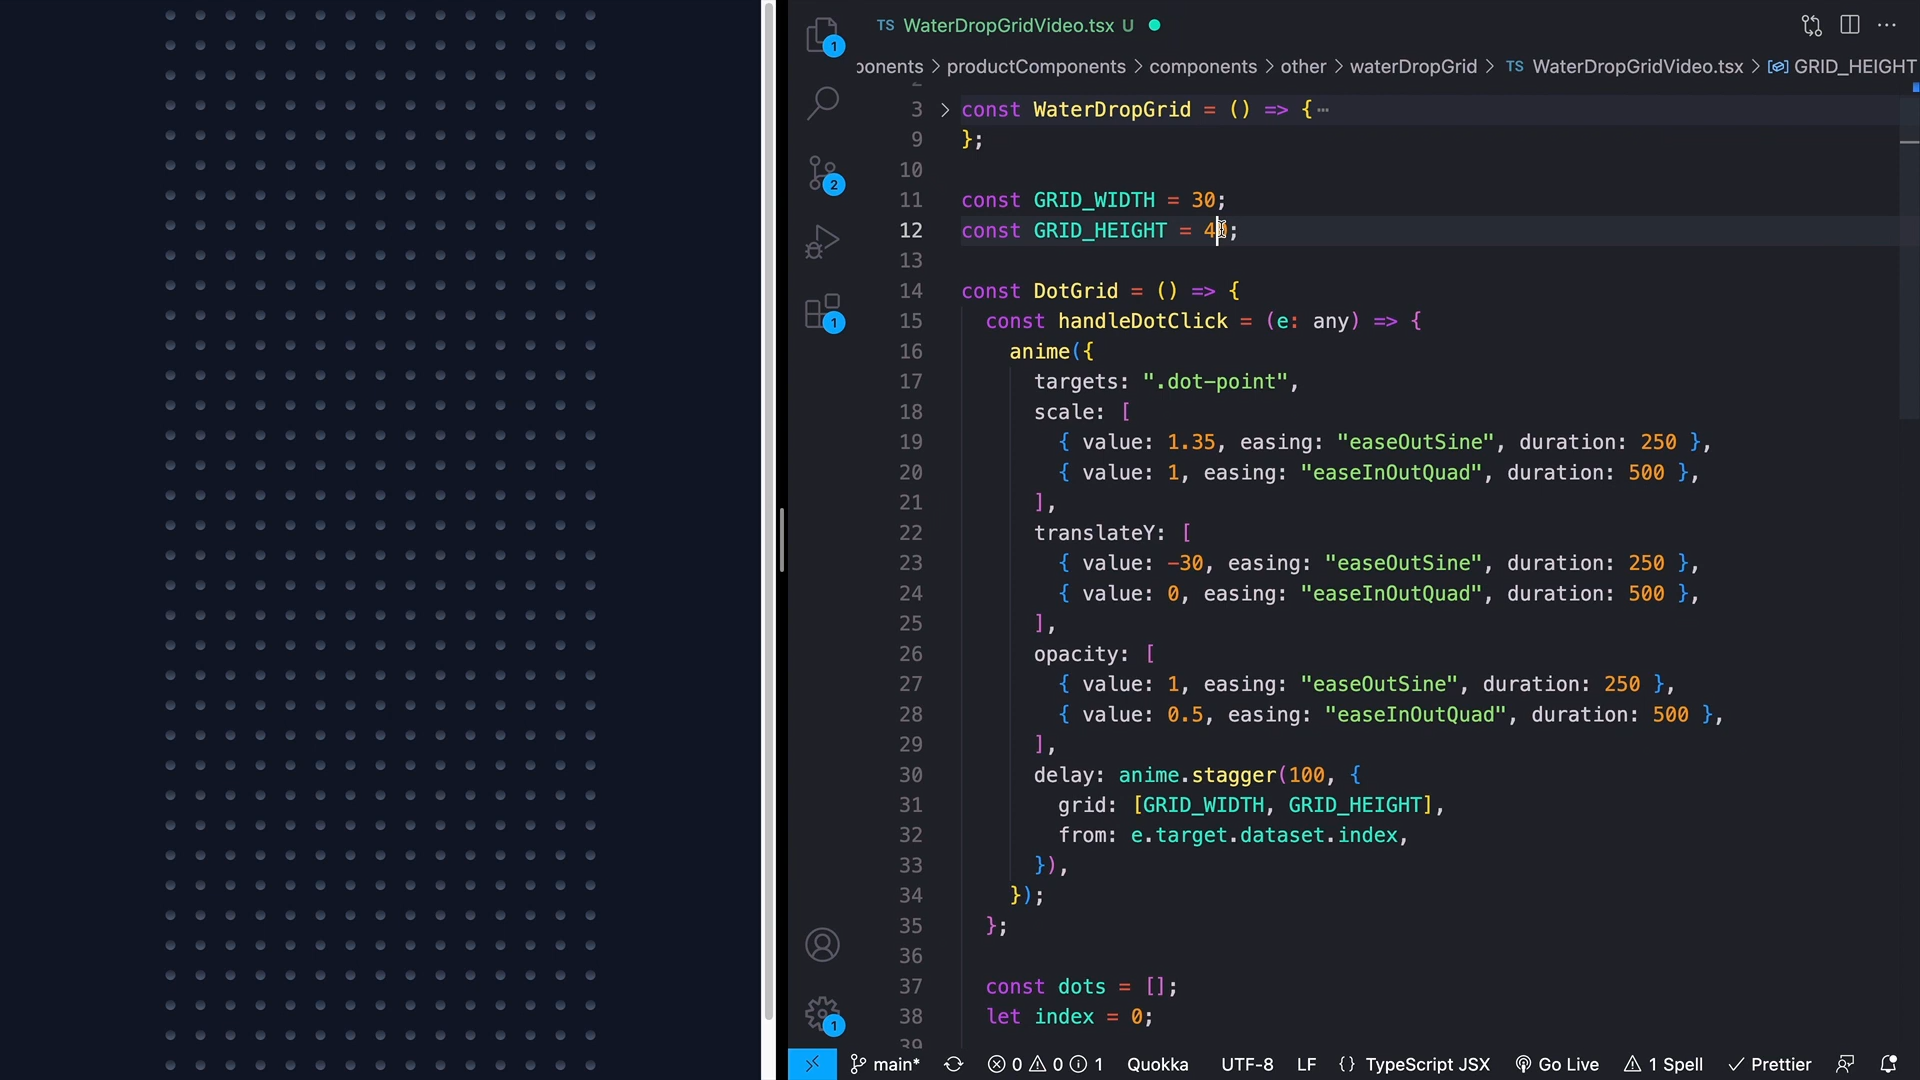 TS WaterDropGridVideo.tsx U
ponents > productComponents > components > other > waterDropGrid > TS WaterDropGridVideo.tsx > GRID_HEIGHT
3 > const WaterDropGrid = () => {⋯
9 };
10
11 const GRID_WIDTH = 30;
12 const GRID_HEIGHT = 40;
13
14 const DotGrid = () => {
15 const handleDotClick = (e: any) => {
16 anime({
17 targets: ".dot-point",
18 scale: [
19 { value: 1.35, easing: "easeOutSine", duration: 250 },
20 { value: 1, easing: "easeInOutQuad", duration: 500 },
21 ],
22 translateY: [
23 { value: -30, easing: "easeOutSine", duration: 250 },
24 { value: 0, easing: "easeInOutQuad", duration: 500 },
25 ],
26 opacity: [
27 { value: 1, easing: "easeOutSine", duration: 250 },
28 { value: 0.5, easing: "easeInOutQuad", duration: 500 },
29 ],
30 delay: anime.stagger(100, {
31 grid: [GRID_WIDTH, GRID_HEIGHT],
32 from: e.target.dataset.index,
33 }),
34 });
35 };
36
37 const dots = [];
38 let index = 0;
39
1
2
1
1
main* 0 0 1 Quokka UTF-8 LF {} TypeScript JSX Go Live 1 Spell Prettier